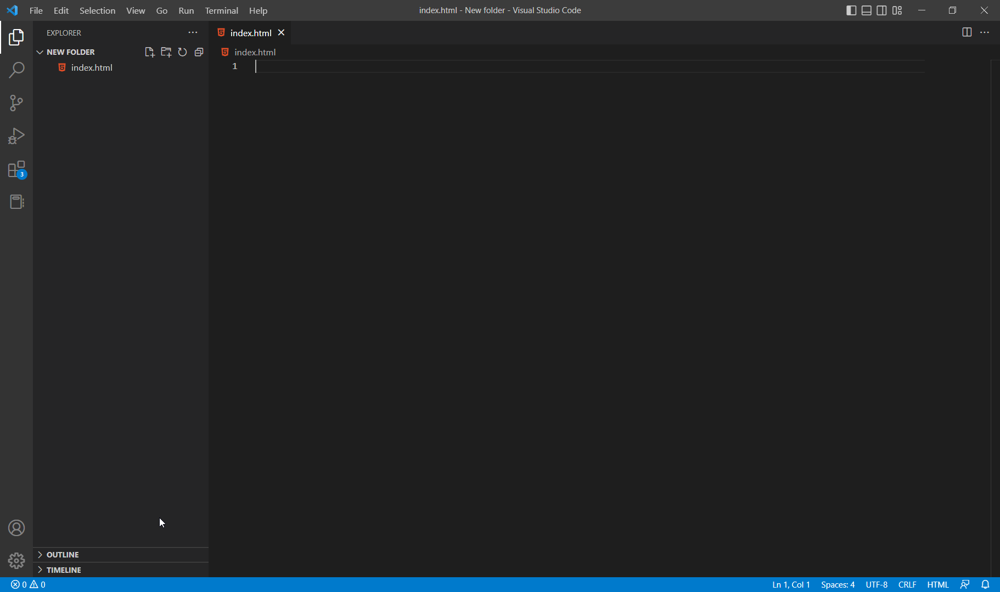 File Edit Selection View Go Run Terminal Help
index.html - New folder - Visual Studio Code
EXPLORER
index.html
NEW FOLDER
index.html
index.html
1
3
OUTLINE
TIMELINE
0 0
Ln 1, Col 1 Spaces: 4 UTF-8 CRLF HTML